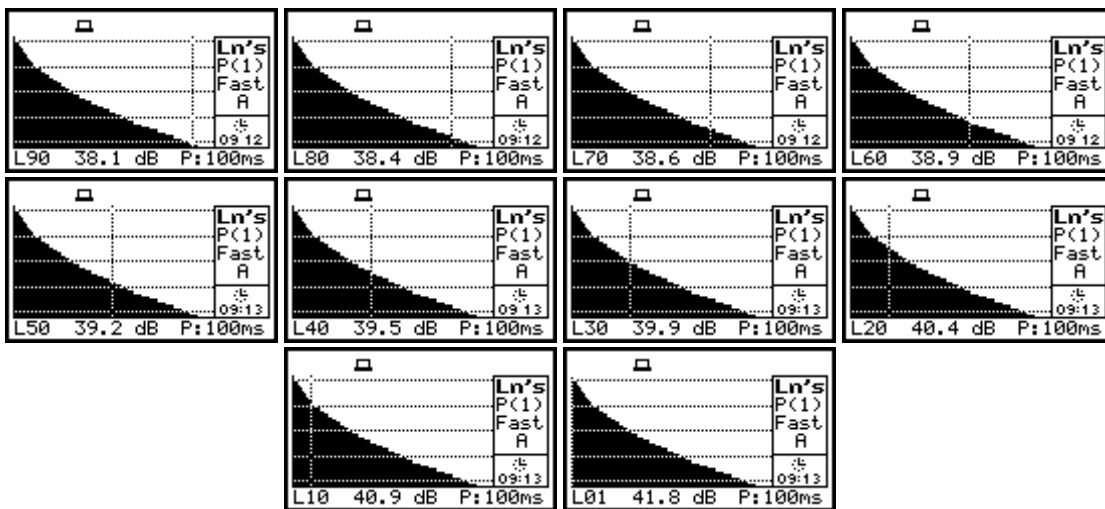 Ln's
P(1)
Fast
A
09 12
L90 38.1 dB P:100ms
Ln's
P(1)
Fast
A
09:12
L80 38.4 dB P:100ms
Ln's
P(1)
Fast
A
09 12
L70 38.6 dB P:100ms
Ln's
P(1)
Fast
A
09 12
L60 38.9 dB P:100ms
Ln's
P(1)
Fast
A
09:13
L50 39.2 dB P:100ms
Ln's
P(1)
Fast
A
09 13
L40 39.5 dB P:100ms
Ln's
P(1)
Fast
A
09:13
L30 39.9 dB P:100ms
Ln's
P(1)
Fast
A
09:13
L20 40.4 dB P:100ms
Ln's
P(1)
Fast
A
09:13
L10 40.9 dB P:100ms
Ln's
P(1)
Fast
A
09:13
L01 41.8 dB P:100ms